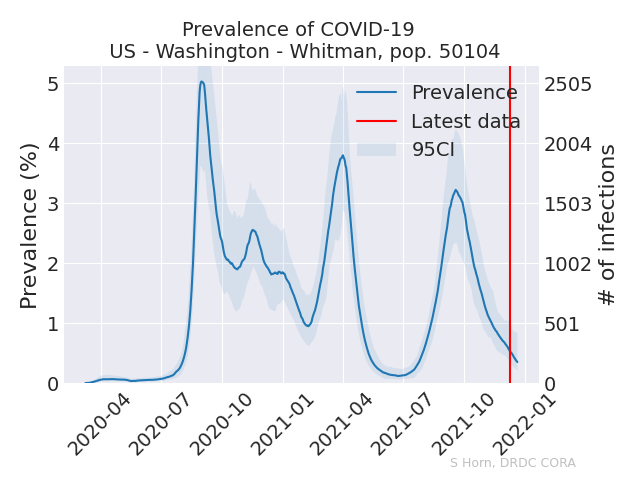 Prevalence of COVID-19
US - Washington - Whitman, pop. 50104
Prevalence
Latest data
95CI
Prevalence (%)
5
4
3
2
1
0
2505
2004
1503
1002
501
0
# of infections
2020-04
2020-07
2020-10
2021-01
2021-04
2021-07
2021-10
2022-01
S Horn, DRDC CORA